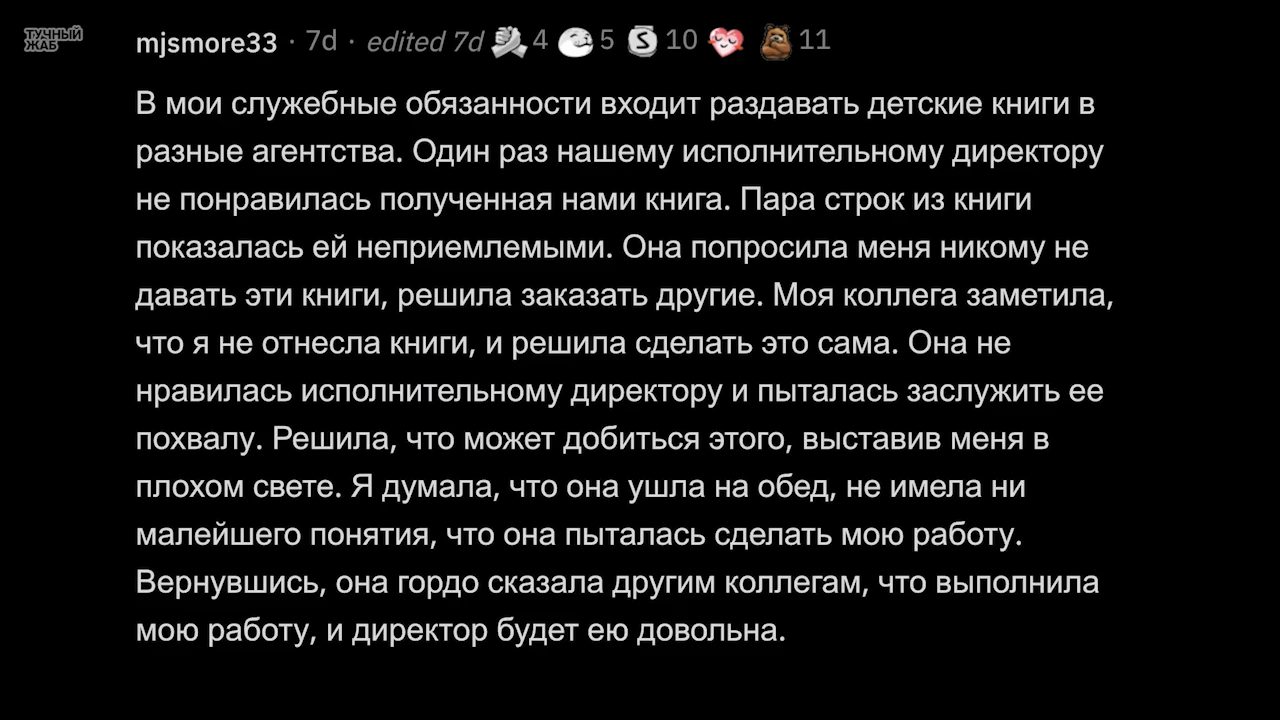 ТУЧНЫЙ
ЖАБ
mjsmore33 · 7d · edited 7d 4 5 S 10 11
В мои служебные обязанности входит раздавать детские книги в
разные агентства. Один раз нашему исполнительному директору
не понравилась полученная нами книга. Пара строк из книги
показалась ей неприемлемыми. Она попросила меня никому не
давать эти книги, решила заказать другие. Моя коллега заметила,
что я не отнесла книги, и решила сделать это сама. Она не
нравилась исполнительному директору и пыталась заслужить ее
похвалу. Решила, что может добиться этого, выставив меня в
плохом свете. Я думала, что она ушла на обед, не имела ни
малейшего понятия, что она пыталась сделать мою работу.
Вернувшись, она гордо сказала другим коллегам, что выполнила
мою работу, и директор будет ею довольна.